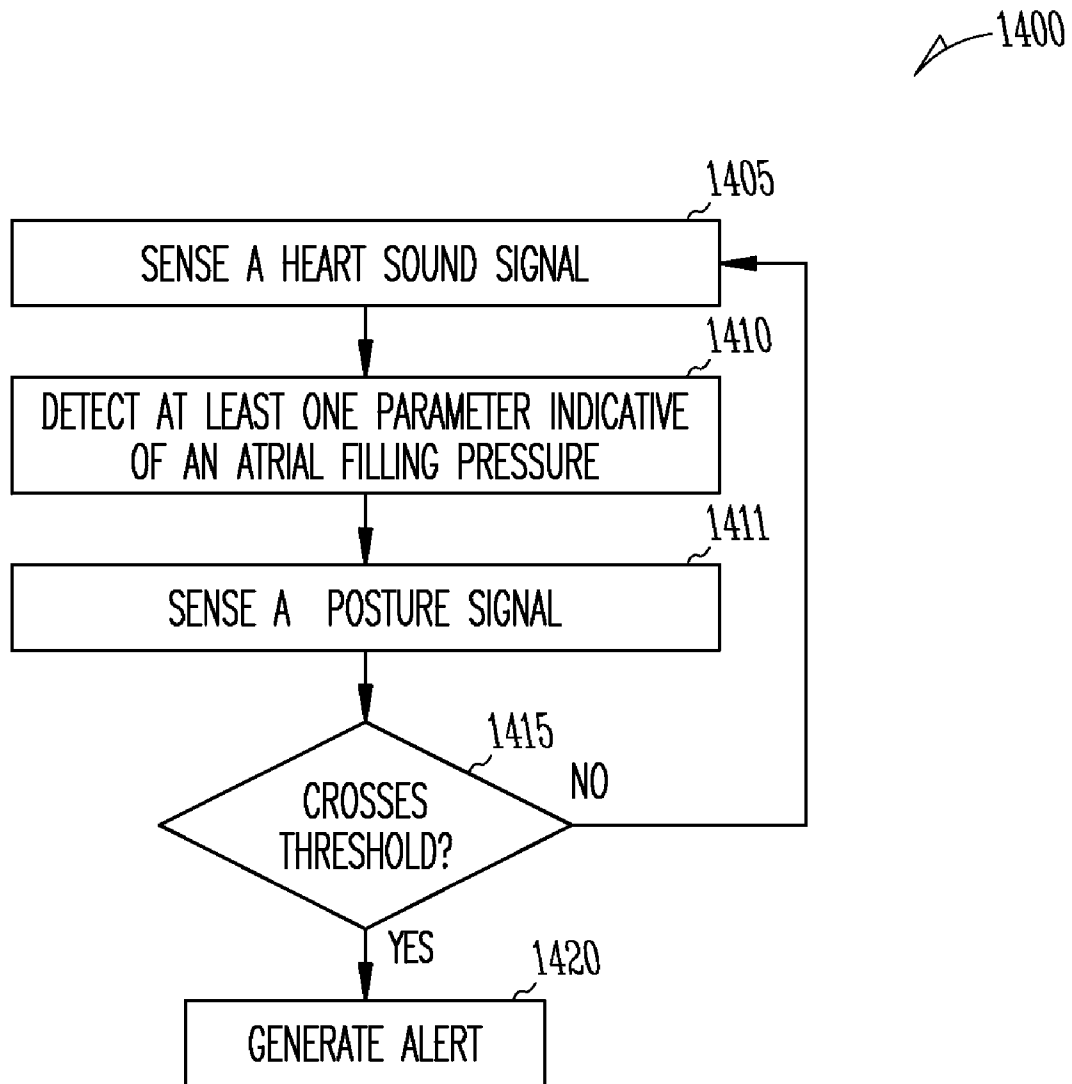 1400
1405
SENSE A HEART SOUND SIGNAL
1410
DETECT AT LEAST ONE PARAMETER INDICATIVE
OF AN ATRIAL FILLING PRESSURE
1411
SENSE A POSTURE SIGNAL
1415
NO
CROSSES
THRESHOLD?
YES
1420
GENERATE ALERT